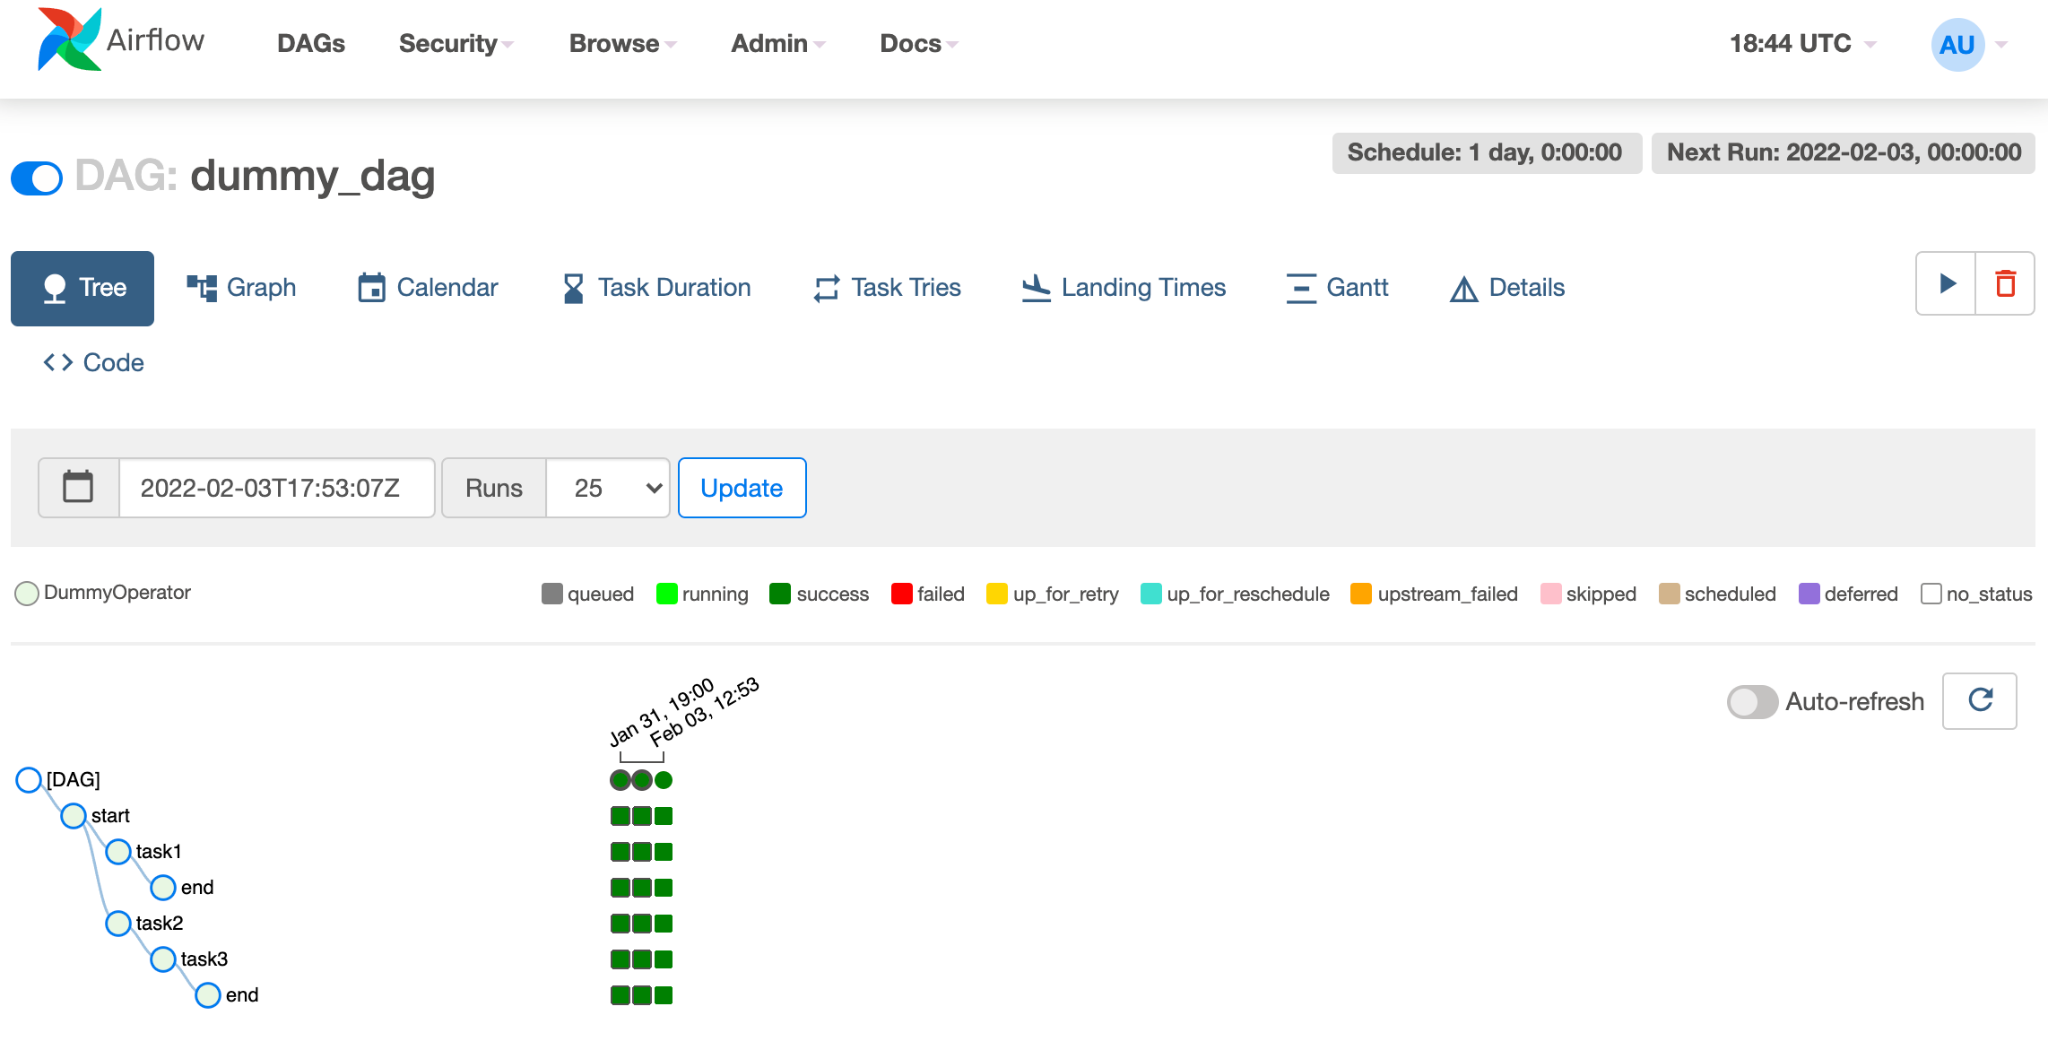 Airflow DAGs Security Browse Admin Docs 18:44 UTC AU
Schedule: 1 day, 0:00:00 Next Run: 2022-02-03, 00:00:00
DAG: dummy_dag
Tree Graph Calendar Task Duration Task Tries Landing Times Gantt Details
<> Code
2022-02-03T17:53:07Z Runs 25 Update
DummyOperator queued running success failed up_for_retry up_for_reschedule upstream_failed skipped scheduled deferred no_status
Jan 31, 19:00
Feb 03, 12:53
Auto-refresh
[DAG]
start
task1
end
task2
task3
end